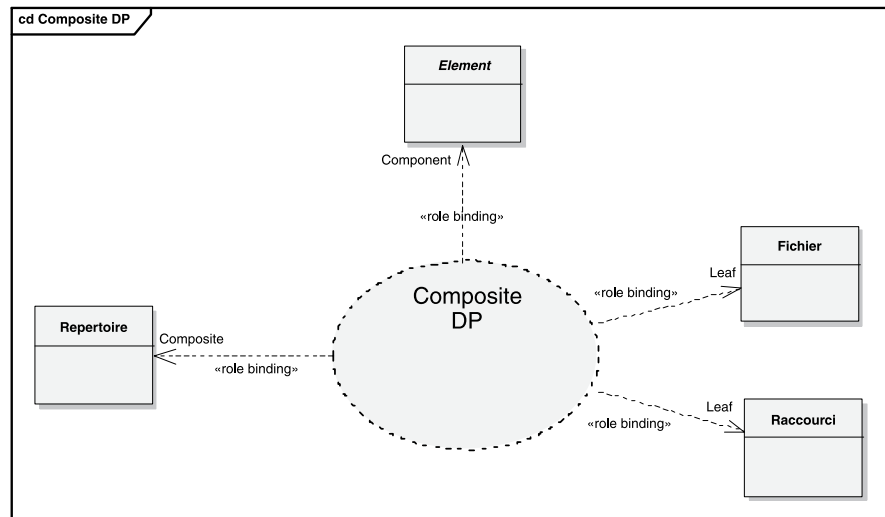 cd Composite DP
Element
Component
«role binding»
Fichier
Leaf
«role binding»
Composite
DP
Repertoire
Composite
«role binding»
Leaf
«role binding»
Raccourci